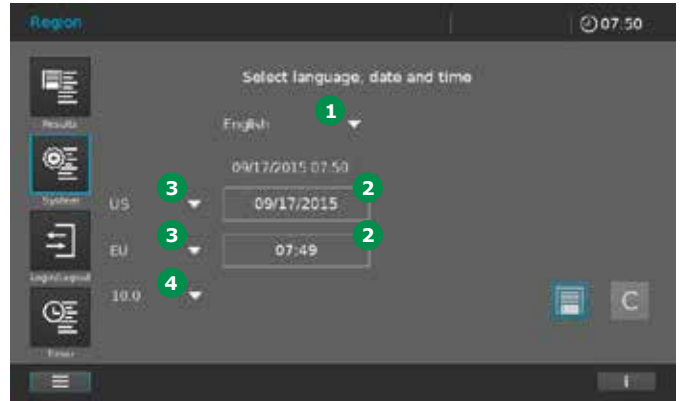 Region
07.50
Select language, date and time
1
English
Results
09/17/2015 07.50
3
2
System
US
09/17/2015
3
2
EU
07:49
Login/Logout
4
10.0
C
Timer
i